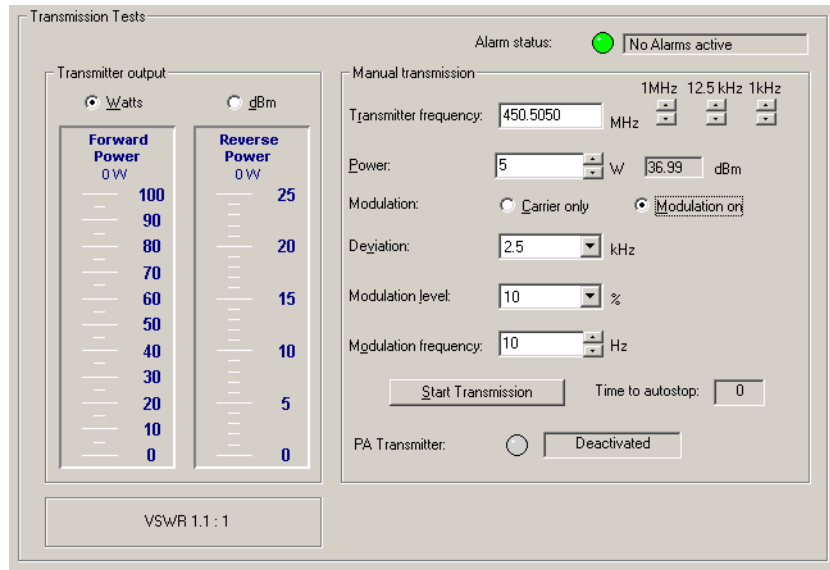 Transmission Tests
Alarm status: No Alarms active
Transmitter output
Watts dBm
Forward Power
0 W
100
90
80
70
60
50
40
30
20
10
0
Reverse Power
0 W
25
20
15
10
5
0
VSWR 1.1 : 1
Manual transmission
1MHz 12.5 kHz 1kHz
Transmitter frequency: 450.5050 MHz
Power: 5 W 36.99 dBm
Modulation: Carrier only Modulation on
Deviation: 2.5 kHz
Modulation level: 10 %
Modulation frequency: 10 Hz
Start Transmission Time to autostop: 0
PA Transmitter: Deactivated